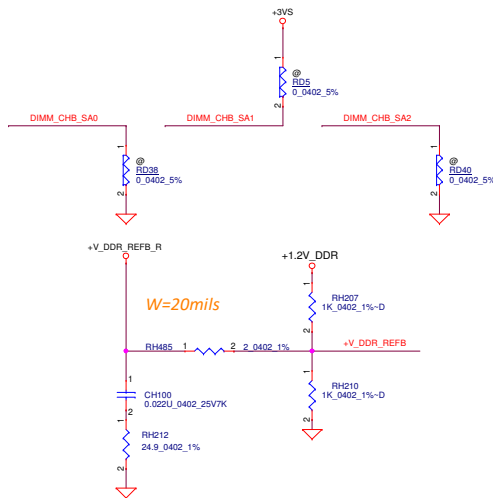 +3VS
1
@
RD5
0_0402_5%
2
DIMM_CHB_SA0
DIMM_CHB_SA1
DIMM_CHB_SA2
1
@
RD38
0_0402_5%
2
1
@
RD40
0_0402_5%
2
+V_DDR_REFB_R
+1.2V_DDR
W=20mils
1
RH207
1K_0402_1%~D
2
RH485
1
2
2_0402_1%
+V_DDR_REFB
1
CH100
0.022U_0402_25V7K
2
1
RH210
1K_0402_1%~D
2
1
RH212
24.9_0402_1%
2